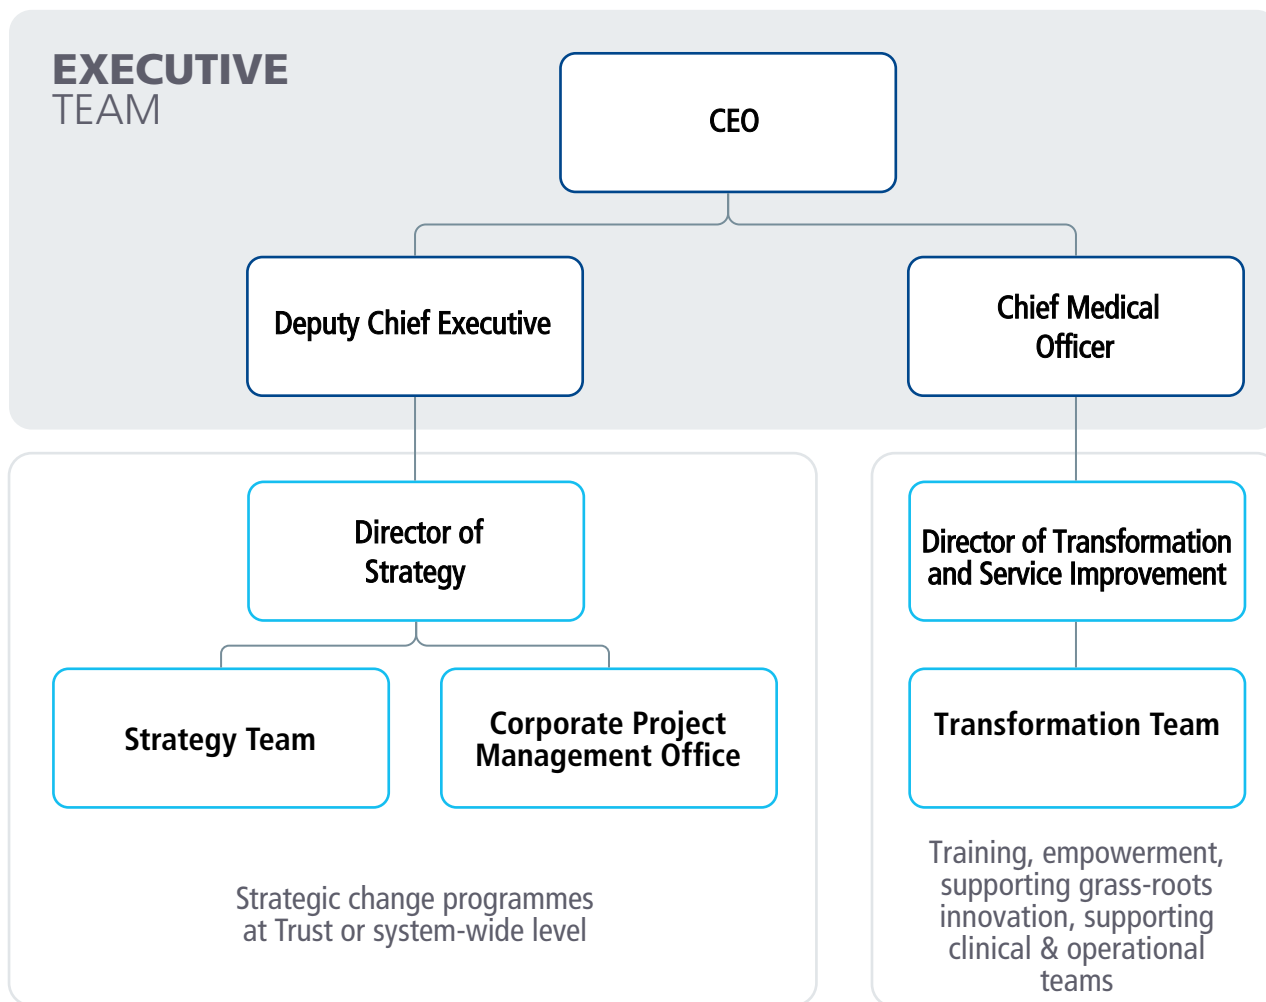 EXECUTIVE
TEAM
CEO
Deputy Chief Executive
Chief Medical
Officer
Director of
Strategy
Director of Transformation
and Service Improvement
Strategy Team
Corporate Project
Management Office
Transformation Team
Strategic change programmes
at Trust or system-wide level
Training, empowerment,
supporting grass-roots
innovation, supporting
clinical & operational
teams